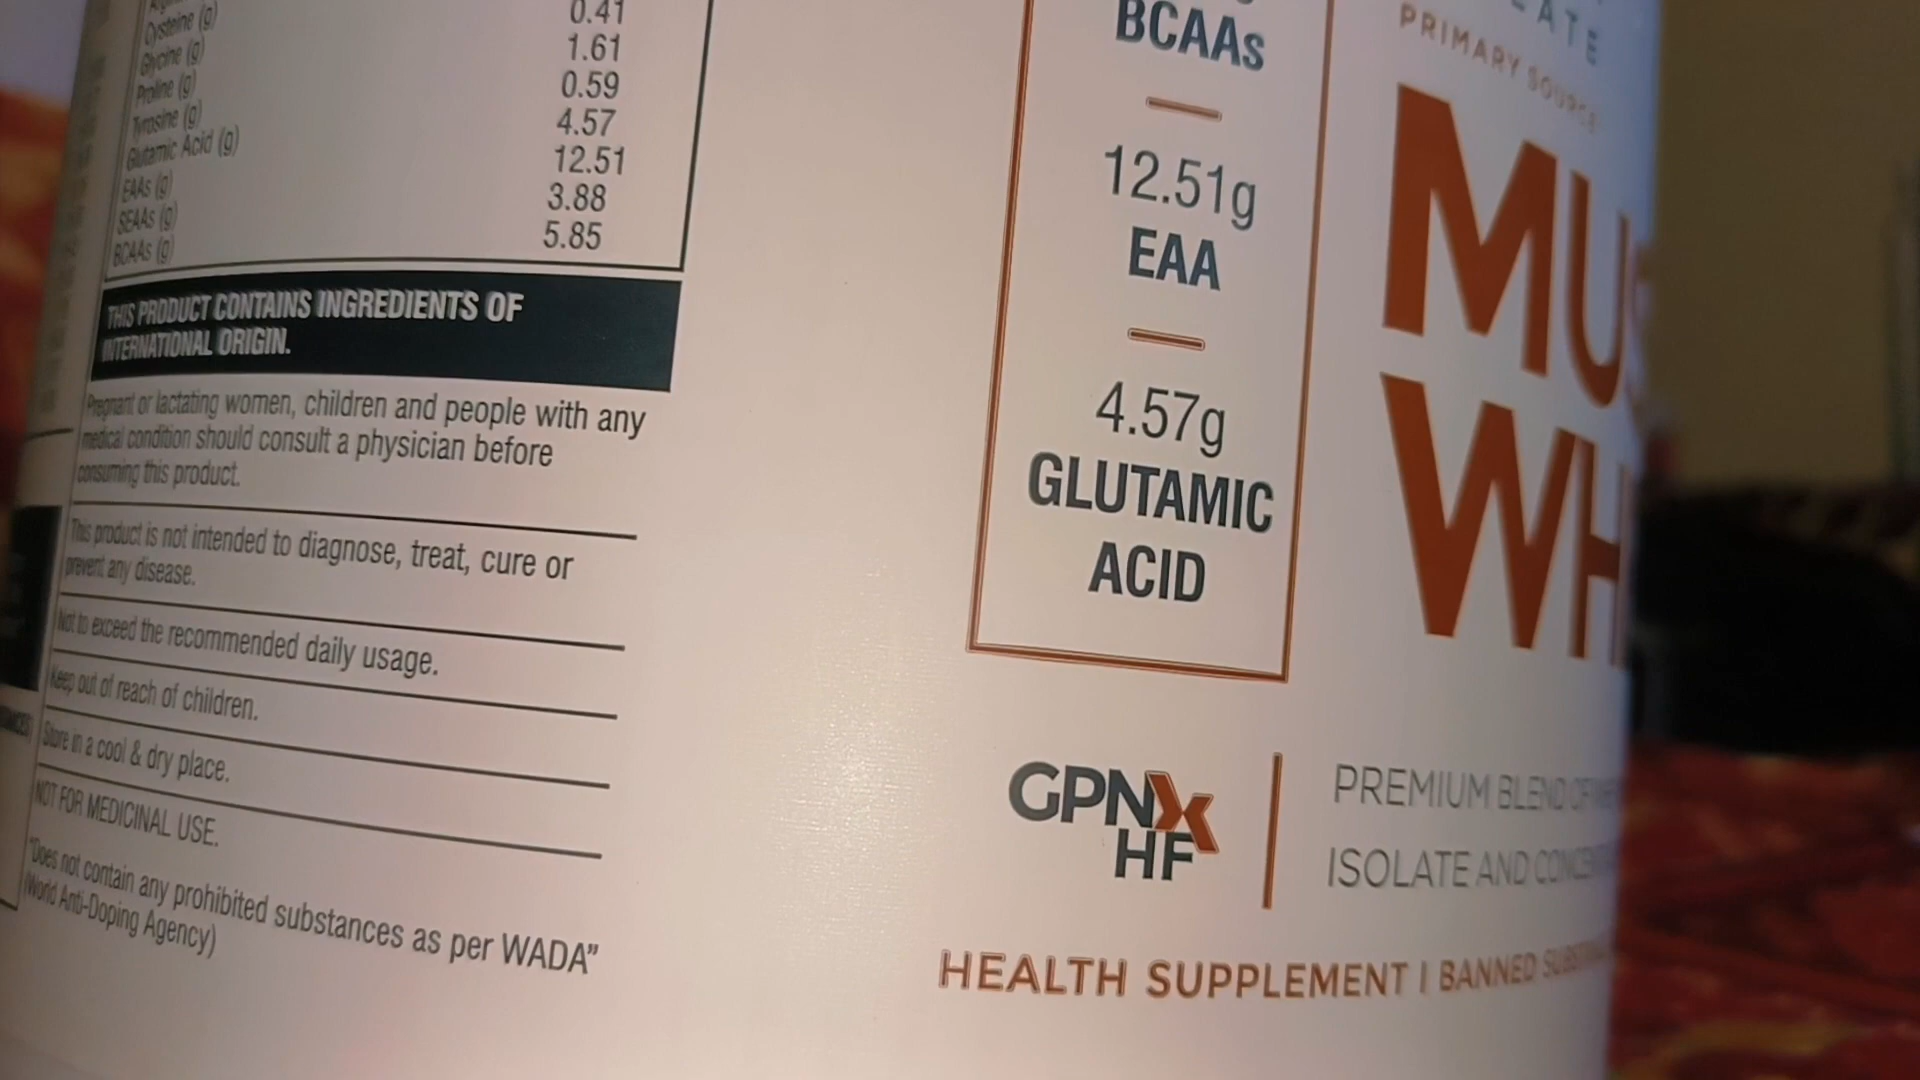 Cysteine (g)
0.41
Glycine (g)
1.61
Proline (g)
0.59
Tyrosine (g)
4.57
Glutamic Acid (g)
12.51
EAAs (g)
3.88
SEAAs (g)
5.85
BCAAs (g)
THIS PRODUCT CONTAINS INGREDIENTS OF
INTERNATIONAL ORIGIN.
Pregnant or lactating women, children and people with any
medical condition should consult a physician before
consuming this product.
This product is not intended to diagnose, treat, cure or
prevent any disease.
Not to exceed the recommended daily usage.
Keep out of reach of children.
Store in a cool & dry place.
NOT FOR MEDICINAL USE.
"Does not contain any prohibited substances as per WADA"
(World Anti-Doping Agency)
BCAAs
12.51g
EAA
4.57g
GLUTAMIC
ACID
GPNX
HF
PRIMARY SOURCE
MU
WH
PREMIUM BLEND OF
ISOLATE AND
HEALTH SUPPLEMENT | BANNED